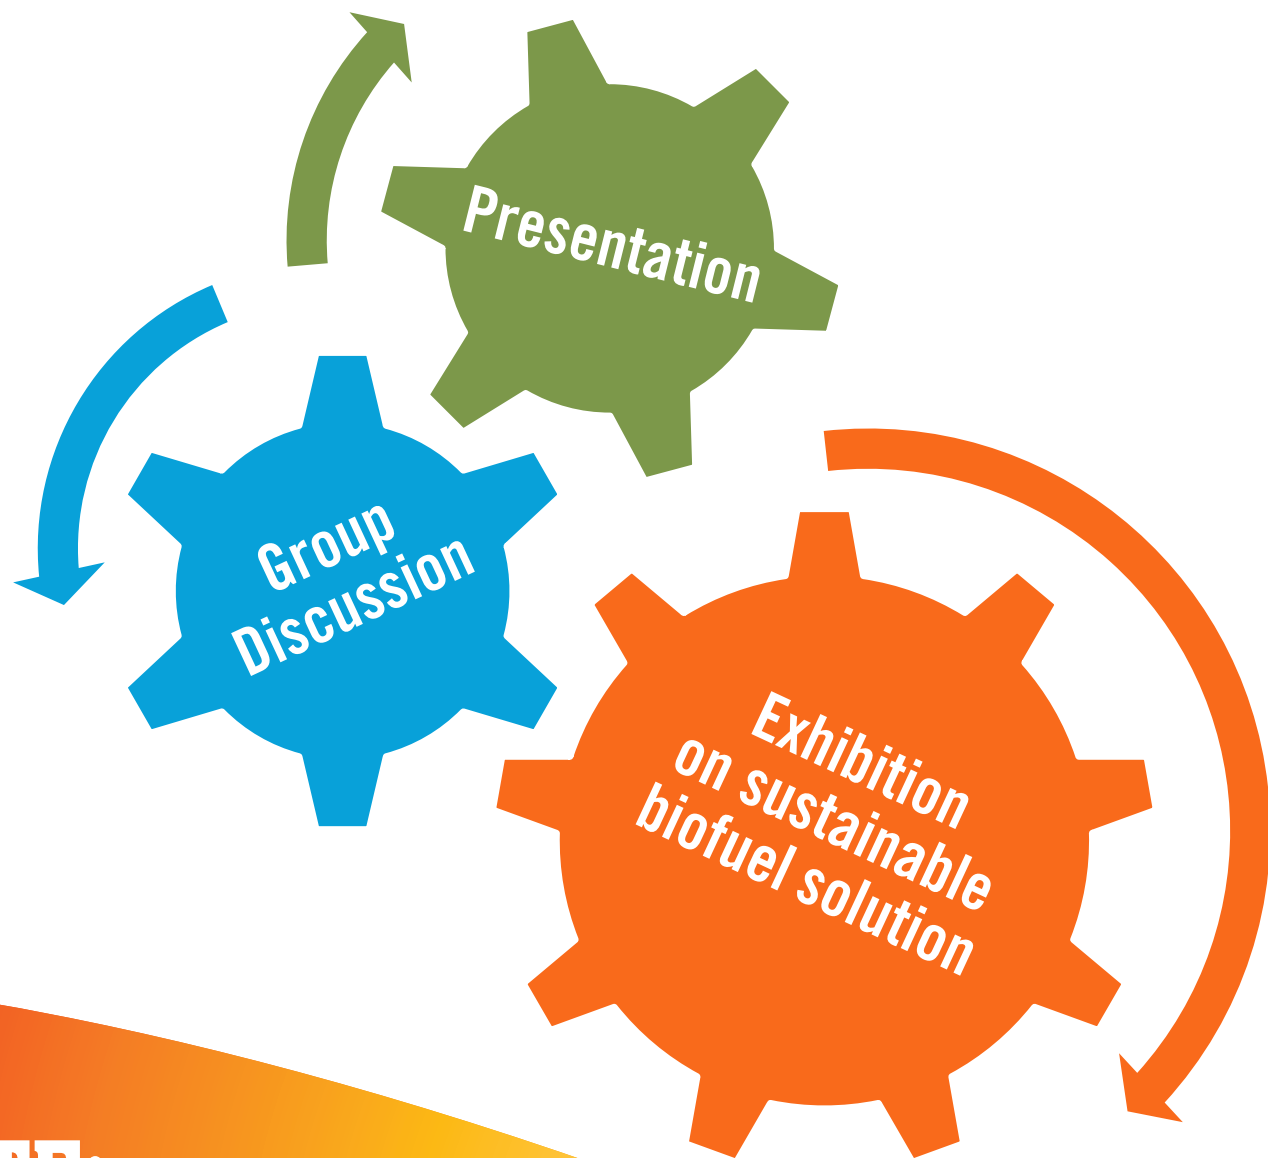 Presentation
Group
Discussion
Exhibition
on sustainable
biofuel solution